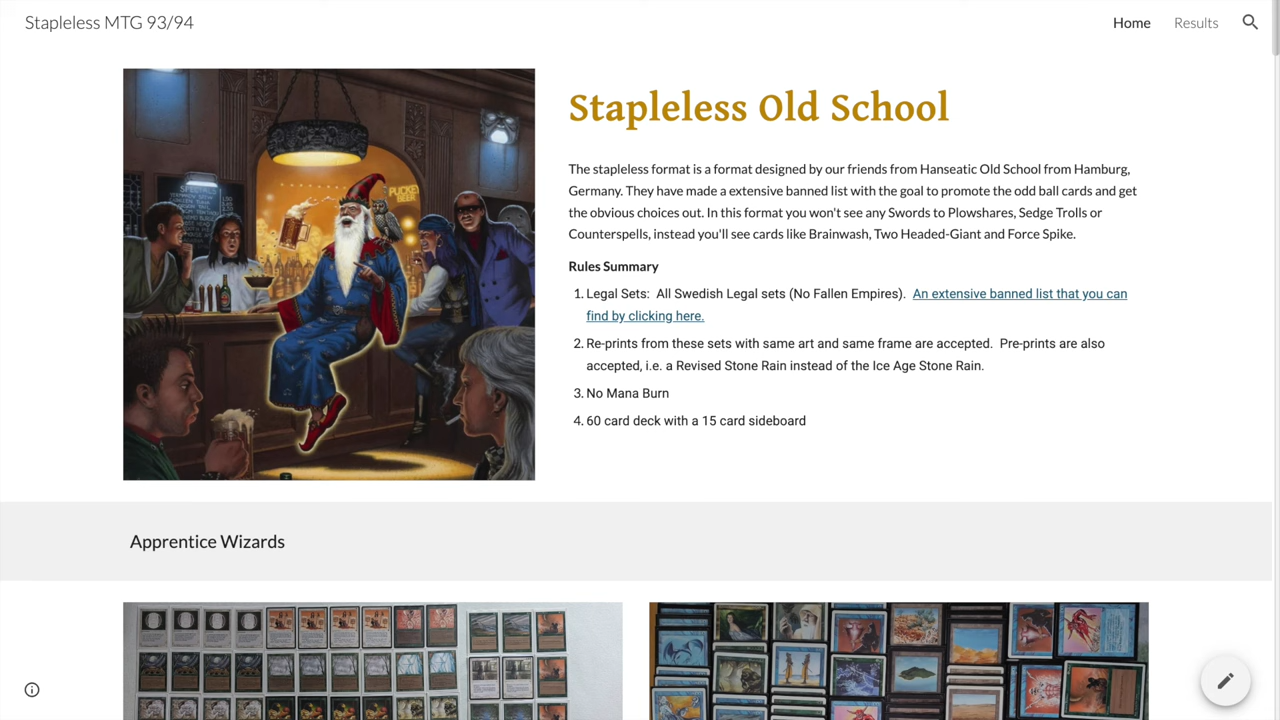 Stapleless MTG 93/94
Home
Results
Stapleless Old School
The stapleless format is a format designed by our friends from Hanseatic Old School from Hamburg,
Germany. They have made a extensive banned list with the goal to promote the odd ball cards and get
the obvious choices out. In this format you won't see any Swords to Plowshares, Sedge Trolls or
Counterspells, instead you'll see cards like Brainwash, Two Headed-Giant and Force Spike.
Rules Summary
1. Legal Sets:  All Swedish Legal sets (No Fallen Empires).  An extensive banned list that you can
find by clicking here.
2. Re-prints from these sets with same art and same frame are accepted.  Pre-prints are also
accepted, i.e. a Revised Stone Rain instead of the Ice Age Stone Rain.
3. No Mana Burn
4. 60 card deck with a 15 card sideboard
SPECIALS
BEER
Apprentice Wizards